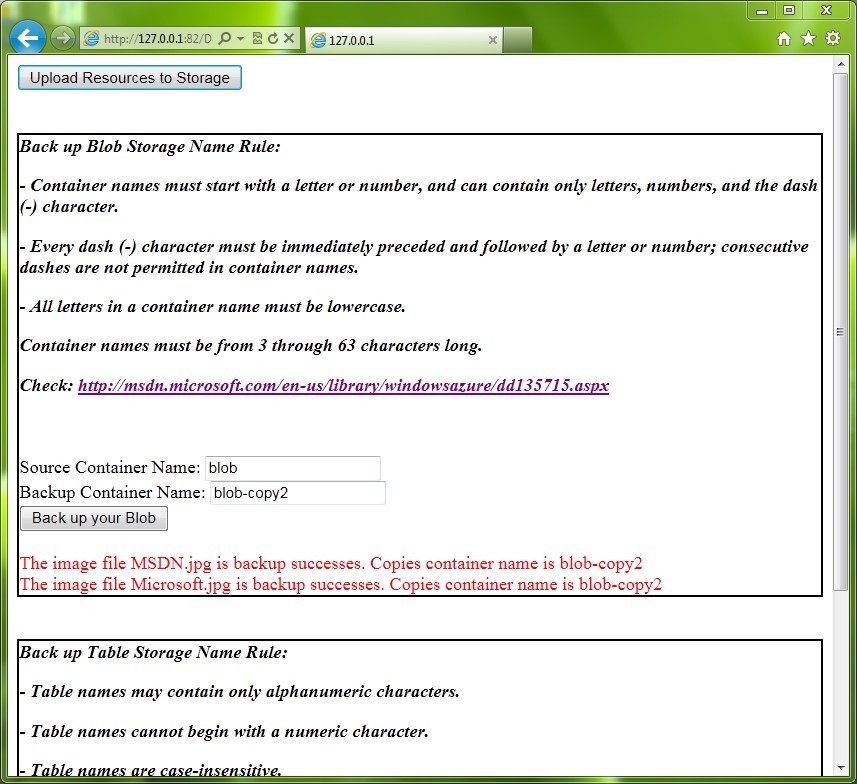 http://127.0.0.1:82/D
127.0.0.1
Upload Resources to Storage
Back up Blob Storage Name Rule:
- Container names must start with a letter or number, and can contain only letters, numbers, and the dash
(-) character.
- Every dash (-) character must be immediately preceded and followed by a letter or number; consecutive
dashes are not permitted in container names.
- All letters in a container name must be lowercase.
Container names must be from 3 through 63 characters long.
Check: http://msdn.microsoft.com/en-us/library/windowsazure/dd135715.aspx
Source Container Name: blob
Backup Container Name: blob-copy2
Back up your Blob
The image file MSDN.jpg is backup successes. Copies container name is blob-copy2
The image file Microsoft.jpg is backup successes. Copies container name is blob-copy2
Back up Table Storage Name Rule:
- Table names may contain only alphanumeric characters.
- Table names cannot begin with a numeric character.
- Table names are case-insensitive.